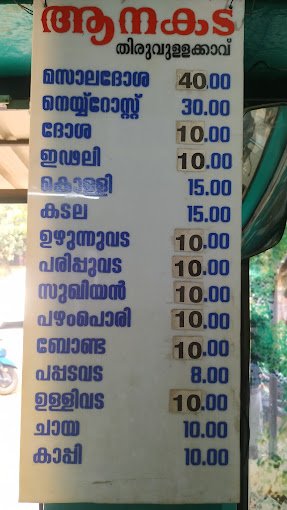 ആനകട
തിരുവുള്ളക്കാവ്
മസാലദോശ 40.00
നെയ്യ്റോസ്റ്റ് 30.00
ദോശ 10.00
ഇഢലി 10.00
കൊള്ളി 15.00
കടല 15.00
ഉഴുന്നുവട 10.00
പരിപ്പുവട 10.00
സുഖിയൻ 10.00
പഴംപൊരി 10.00
ബോണ്ട 10.00
പപ്പടവട 8.00
ഉള്ളിവട 10.00
ചായ 10.00
കാപ്പി 10.00